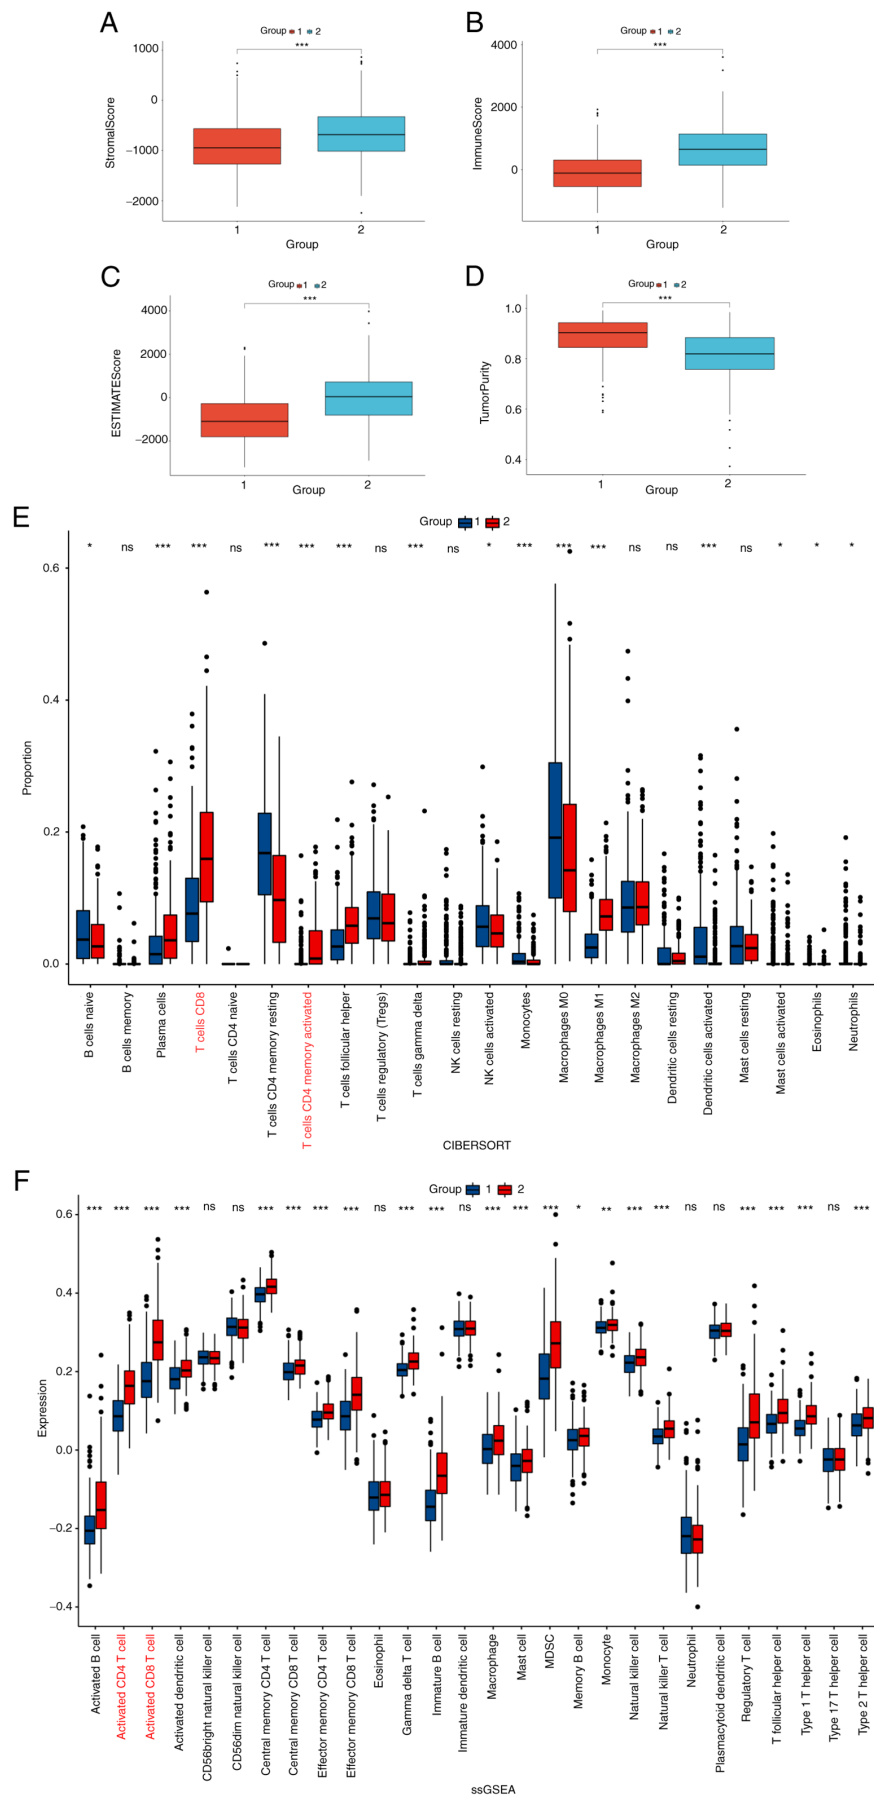 A
Group 1 2
***
StromalScore
1000
0
−1000
−2000
1 2
Group
B
Group 1 2
***
ImmuneScore
4000
2000
0
1 2
Group
C
Group 1 2
***
ESTIMATEScore
4000
2000
0
−2000
1 2
Group
D
Group 1 2
***
TumorPurity
1.0
0.8
0.6
0.4
1 2
Group
E
Group 1 2
* ns *** *** ns *** *** *** ns *** ns * *** *** *** ns ns *** ns * * *
Proportion
0.6
0.4
0.2
0.0
B cells naive
B cells memory
Plasma cells
T cells CD8
T cells CD4 naive
T cells CD4 memory resting
T cells CD4 memory activated
T cells follicular helper
T cells regulatory (Tregs)
T cells gamma delta
NK cells resting
NK cells activated
Monocytes
Macrophages M0
Macrophages M1
Macrophages M2
Dendritic cells resting
Dendritic cells activated
Mast cells resting
Mast cells activated
Eosinophils
Neutrophils
CIBERSORT
F
Group 1 2
*** *** *** *** ns ns *** *** *** *** ns *** *** ns *** *** *** * ** *** *** ns ns *** *** *** ns ***
Expression
0.6
0.4
0.2
0.0
−0.2
−0.4
Activated B cell
Activated CD4 T cell
Activated CD8 T cell
Activated dendritic cell
CD56bright natural killer cell
CD56dim natural killer cell
Central memory CD4 T cell
Central memory CD8 T cell
Effector memory CD4 T cell
Effector memory CD8 T cell
Eosinophil
Gamma delta T cell
Immature B cell
Immature dendritic cell
Macrophage
Mast cell
MDSC
Memory B cell
Monocyte
Natural killer cell
Natural killer T cell
Neutrophil
Plasmacytoid dendritic cell
Regulatory T cell
T follicular helper cell
Type 1 T helper cell
Type 17 T helper cell
Type 2 T helper cell
ssGSEA